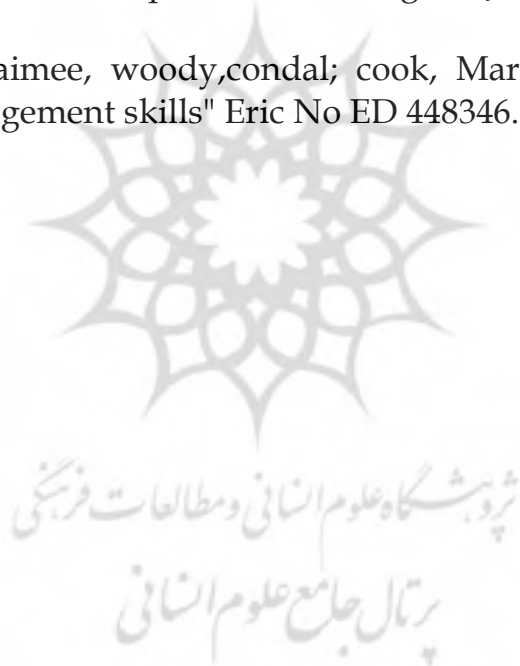 aimee, woody,condal; cook, Mar
gement skills" Eric No ED 448346.
پژوهشگاه علوم انسانی و مطالعات فرهنگی
پرتال جامع علوم انسانی